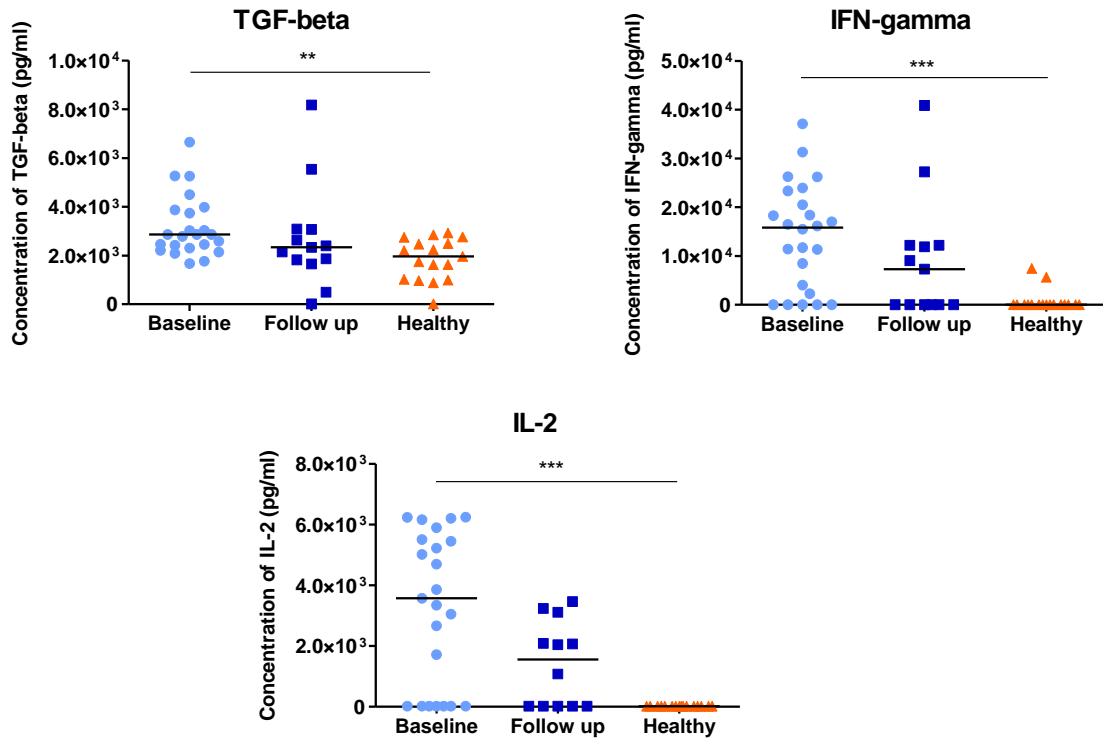 TGF-beta
Concentration of TGF-beta (pg/ml)
1.0×10⁴
8.0×10³
6.0×10³
4.0×10³
2.0×10³
0
**
Baseline Follow up Healthy
IFN-gamma
Concentration of IFN-gamma (pg/ml)
5.0×10⁴
4.0×10⁴
3.0×10⁴
2.0×10⁴
1.0×10⁴
0
***
Baseline Follow up Healthy
IL-2
Concentration of IL-2 (pg/ml)
8.0×10³
6.0×10³
4.0×10³
2.0×10³
0
***
Baseline Follow up Healthy